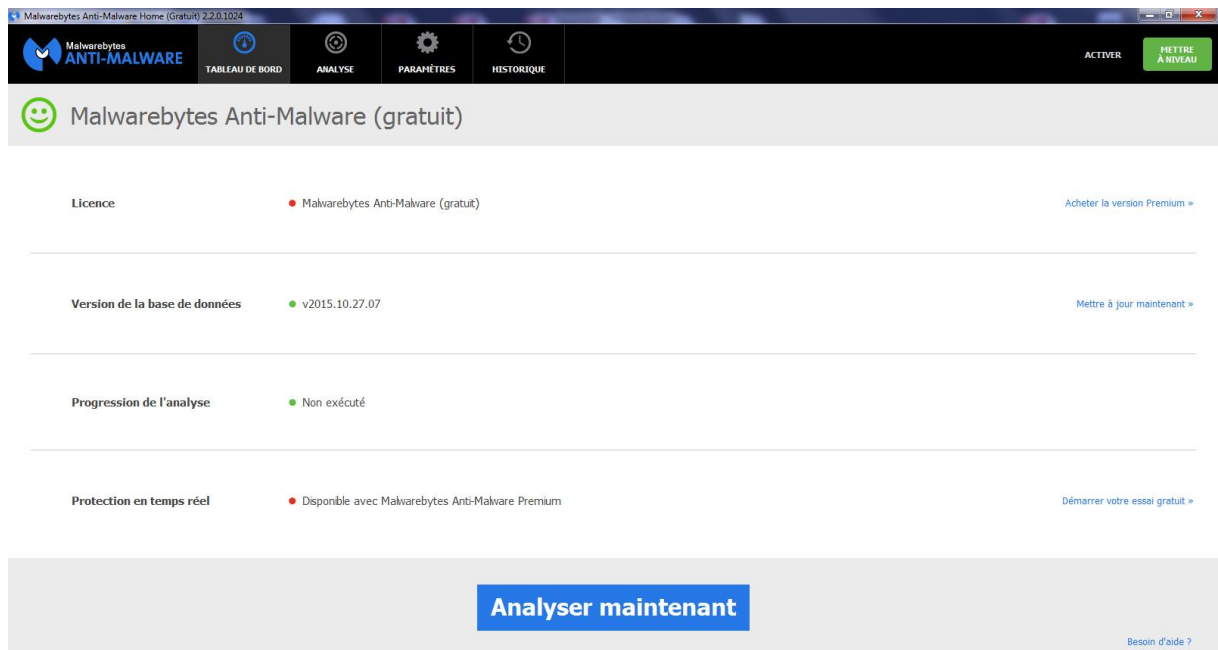 Malwarebytes Anti-Malware Home (Gratuit) 2.2.0.1024
Malwarebytes
ANTI-MALWARE
TABLEAU DE BORD
ANALYSE
PARAMÈTRES
HISTORIQUE
ACTIVER
METTRE
À NIVEAU
Malwarebytes Anti-Malware (gratuit)
Licence
Malwarebytes Anti-Malware (gratuit)
Acheter la version Premium »
Version de la base de données
v2015.10.27.07
Mettre à jour maintenant »
Progression de l'analyse
Non exécuté
Protection en temps réel
Disponible avec Malwarebytes Anti-Malware Premium
Démarrer votre essai gratuit »
Analyser maintenant
Besoin d'aide ?